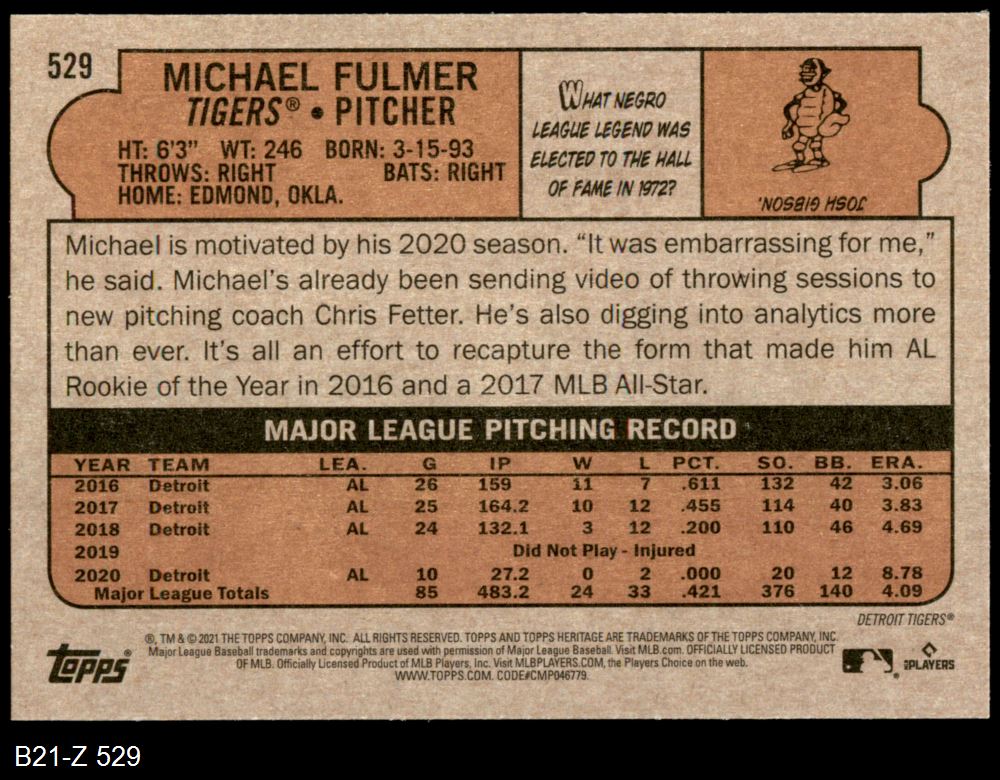 529
MICHAEL FULMER
TIGERS® • PITCHER
HT: 6'3" WT: 246 BORN: 3-15-93
THROWS: RIGHT BATS: RIGHT
HOME: EDMOND, OKLA.
WHAT NEGRO
LEAGUE LEGEND WAS
ELECTED TO THE HALL
OF FAME IN 1972?
JOSH GIBSON.
Michael is motivated by his 2020 season. “It was embarrassing for me,”
he said. Michael’s already been sending video of throwing sessions to
new pitching coach Chris Fetter. He’s also digging into analytics more
than ever. It’s all an effort to recapture the form that made him AL
Rookie of the Year in 2016 and a 2017 MLB All-Star.
MAJOR LEAGUE PITCHING RECORD
YEAR TEAM LEA. G IP W L PCT. SO. BB. ERA.
2016 Detroit AL 26 159 11 7 .611 132 42 3.06
2017 Detroit AL 25 164.2 10 12 .455 114 40 3.83
2018 Detroit AL 24 132.1 3 12 .200 110 46 4.69
2019 Did Not Play - Injured
2020 Detroit AL 10 27.2 0 2 .000 20 12 8.78
Major League Totals 85 483.2 24 33 .421 376 140 4.09
DETROIT TIGERS®
®, TM & © 2021 THE TOPPS COMPANY, INC. ALL RIGHTS RESERVED. TOPPS AND TOPPS HERITAGE ARE TRADEMARKS OF THE TOPPS COMPANY, INC.
Major League Baseball trademarks and copyrights are used with permission of Major League Baseball. Visit MLB.com. OFFICIALLY LICENSED PRODUCT
OF MLB. Officially Licensed Product of MLB Players, Inc. Visit MLBPLAYERS.COM, the Players Choice on the web.
WWW.TOPPS.COM. CODE#CMP046779.
TOPPS®
PLAYERS
B21-Z 529